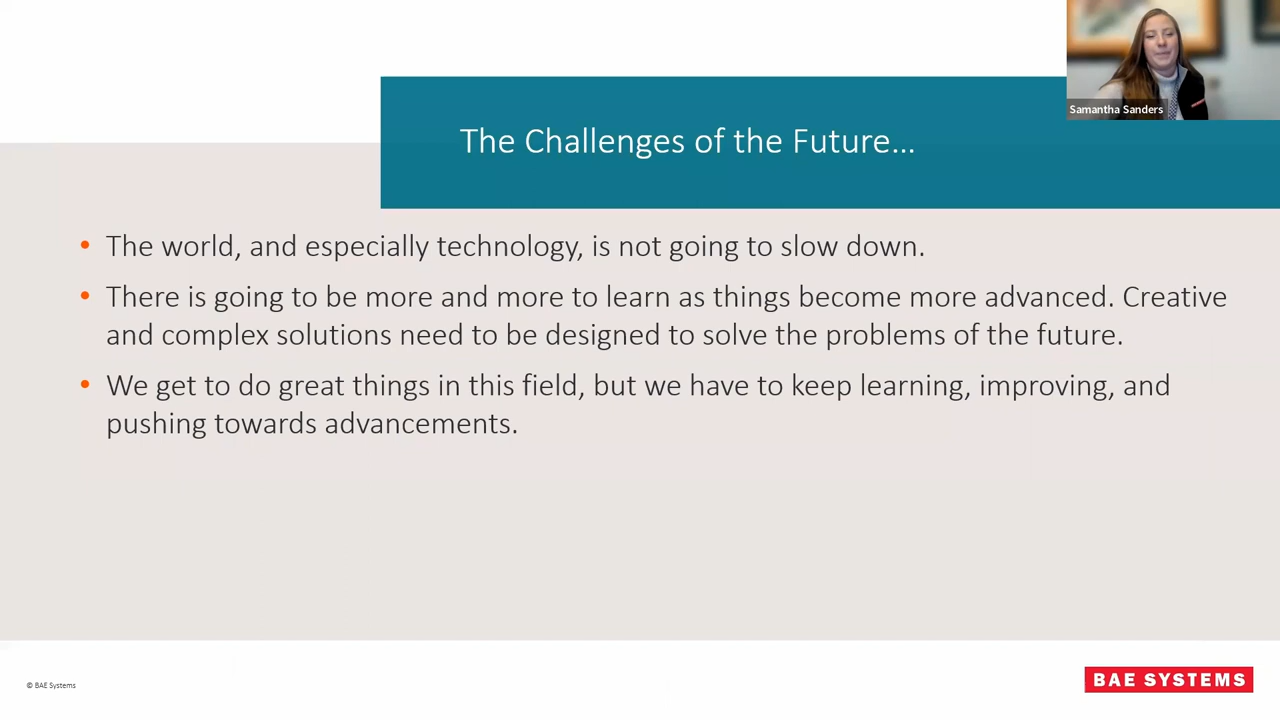 Samantha Sanders
The Challenges of the Future...
• The world, and especially technology, is not going to slow down.
• There is going to be more and more to learn as things become more advanced. Creative
and complex solutions need to be designed to solve the problems of the future.
• We get to do great things in this field, but we have to keep learning, improving, and
pushing towards advancements.
© BAE Systems
BAE SYSTEMS